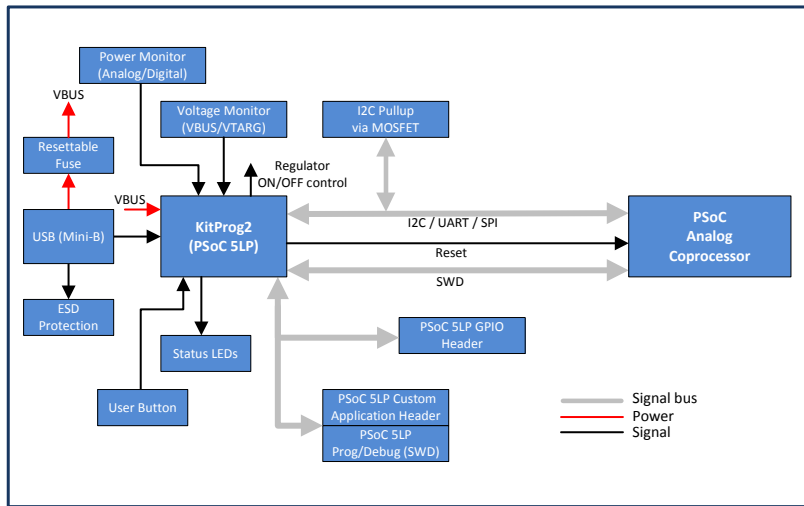 Power Monitor
(Analog/Digital)
VBUS
Voltage Monitor
(VBUS/VTARG)
I2C Pullup
via MOSFET
Resettable
Fuse
Regulator
ON/OFF control
VBUS
USB (Mini-B)
KitProg2
(PSoC 5LP)
I2C / UART / SPI
Reset
SWD
PSoC
Analog
Coprocessor
ESD
Protection
Status LEDs
User Button
PSoC 5LP GPIO
Header
PSoC 5LP Custom
Application Header
PSoC 5LP
Prog/Debug (SWD)
Signal bus
Power
Signal